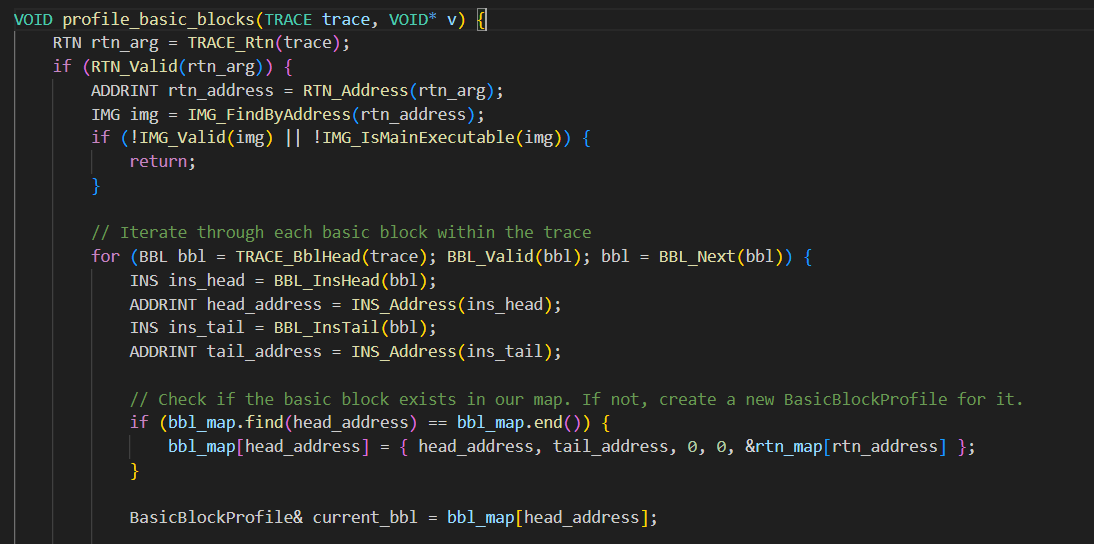 VOID profile_basic_blocks(TRACE trace, VOID* v) {
    RTN rtn_arg = TRACE_Rtn(trace);
    if (RTN_Valid(rtn_arg)) {
        ADDRINT rtn_address = RTN_Address(rtn_arg);
        IMG img = IMG_FindByAddress(rtn_address);
        if (!IMG_Valid(img) || !IMG_IsMainExecutable(img)) {
            return;
        }
        // Iterate through each basic block within the trace
        for (BBL bbl = TRACE_BblHead(trace); BBL_Valid(bbl); bbl = BBL_Next(bbl)) {
            INS ins_head = BBL_InsHead(bbl);
            ADDRINT head_address = INS_Address(ins_head);
            INS ins_tail = BBL_InsTail(bbl);
            ADDRINT tail_address = INS_Address(ins_tail);
            // Check if the basic block exists in our map. If not, create a new BasicBlockProfile for it.
            if (bbl_map.find(head_address) == bbl_map.end()) {
                bbl_map[head_address] = { head_address, tail_address, 0, 0, &rtn_map[rtn_address] };
            }
            BasicBlockProfile& current_bbl = bbl_map[head_address];